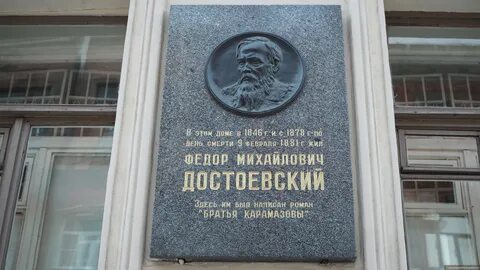 В этом доме в 1846 г и с 1878 г по
день смерти 9 февраля 1881 г жил
ФЕДОР МИХАЙЛОВИЧ
ДОСТОЕВСКИЙ
Здесь им был написан роман
"БРАТЬЯ КАРАМАЗОВЫ"